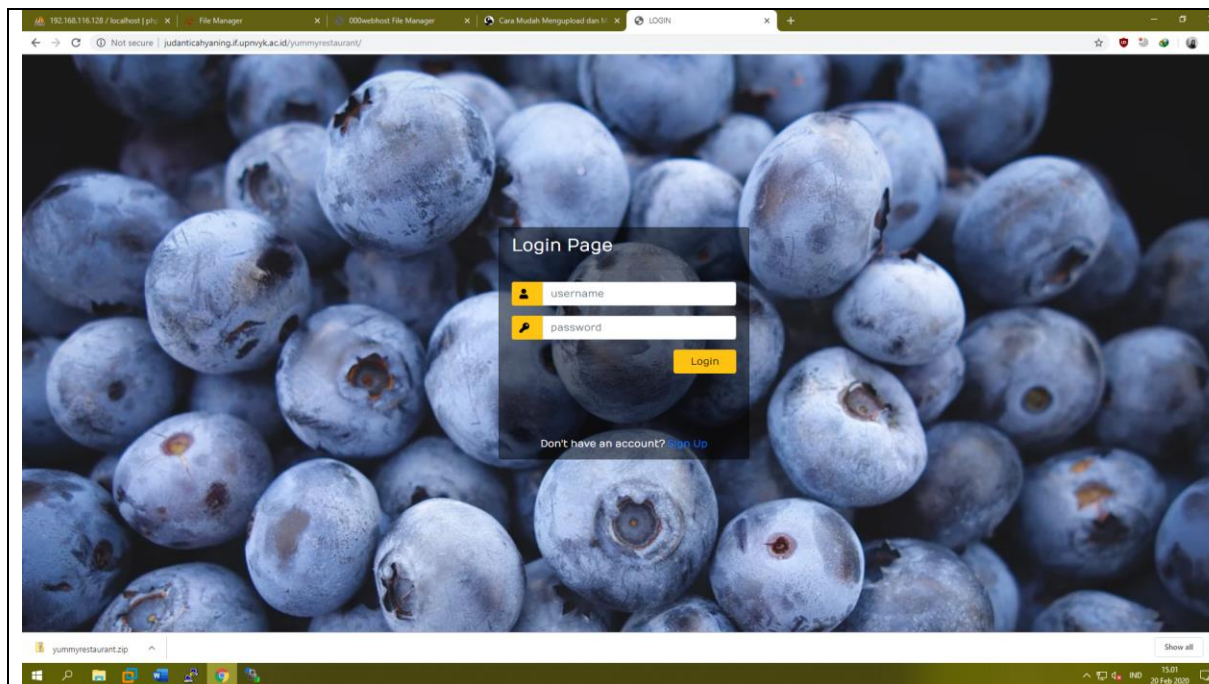 192.168.116.128 / localhost | ph
File Manager
000webhost File Manager
Cara Mudah Mengupload dan M
LOGIN
Not secure | judanticahyaning.if.upnvyk.ac.id/yummyrestaurant/
Login Page
username
password
Login
Don't have an account? Sign Up
yummyrestaurant.zip
Show all
IND
15.01
20 Feb 2020